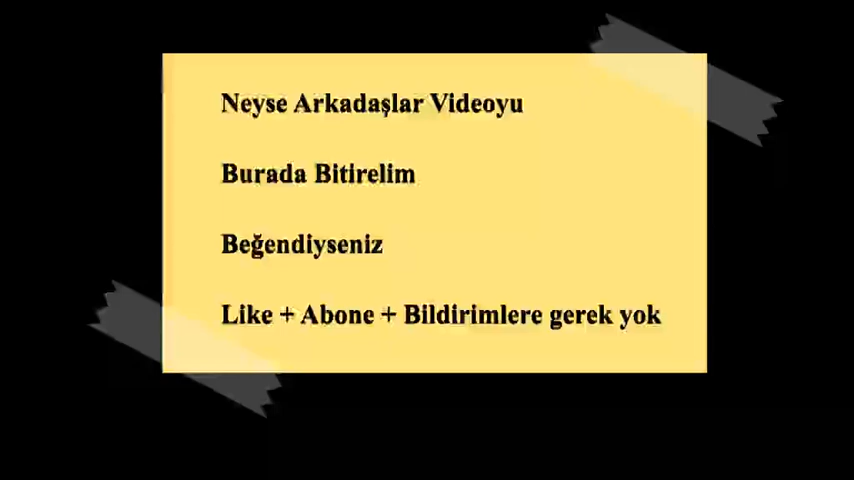 Neyse Arkadaşlar Videoyu
Burada Bitirelim
Beğendiyseniz
Like + Abone + Bildirimlere gerek yok